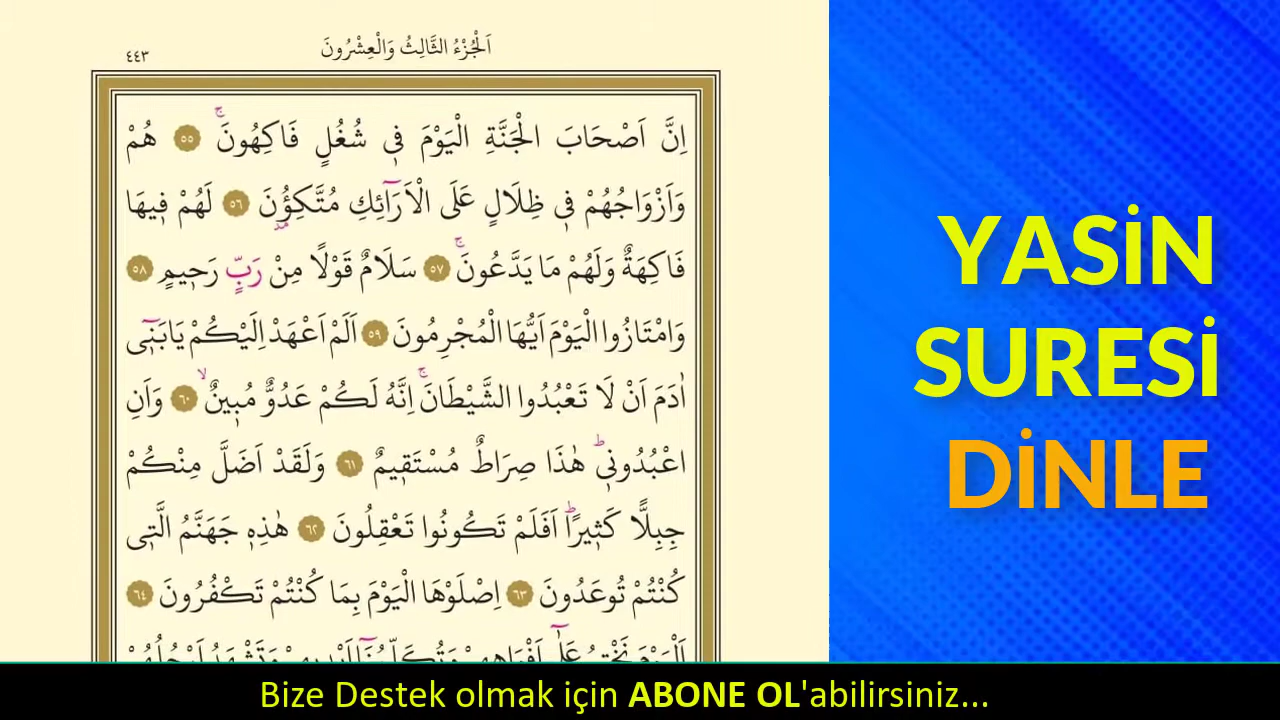 اَلْجُزْءُ الثَّالِثُ وَالْعِشْرُونَ
٤٤٣
اِنَّ اَصْحَابَ الْجَنَّةِ الْيَوْمَ فٖي شُغُلٍ فَاكِهُونَۚ ٥٥ هُمْ
وَاَزْوَاجُهُمْ فٖي ظِلَالٍ عَلَى الْاَرَٓائِكِ مُتَّكِؤُ۫نَ ٥٦ لَهُمْ فٖيهَا
فَاكِهَةٌ وَلَهُمْ مَا يَدَّعُونَۚ ٥٧ سَلَامٌ قَوْلًا مِنْ رَبٍّ رَحٖيمٍ ٥٨
وَامْتَازُوا الْيَوْمَ اَيُّهَا الْمُجْرِمُونَ ٥٩ اَلَمْ اَعْهَدْ اِلَيْكُمْ يَا بَنٖٓي
اٰدَمَ اَنْ لَا تَعْبُدُوا الشَّيْطَانَۚ اِنَّهُ لَكُمْ عَدُوٌّ مُبٖينٌۙ ٦٠ وَاَنِ
اعْبُدُونٖيۜ هٰذَا صِرَاطٌ مُسْتَقٖيمٌ ٦١ وَلَقَدْ اَضَلَّ مِنْكُمْ
جِبِلًّا كَثٖيرًاۜ اَفَلَمْ تَكُونُوا تَعْقِلُونَ ٦٢ هٰذِهٖ جَهَنَّمُ الَّتٖي
كُنْتُمْ تُوعَدُونَ ٦٣ اِصْلَوْهَا الْيَوْمَ بِمَا كُنْتُمْ تَكْفُرُونَ ٦٤
اَلْيَوْمَ نَخْتِمُ عَلٰٓى اَفْوَاهِهِمْ وَتُكَلِّمُنَٓا اَيْدٖيهِمْ وَتَشْهَدُ اَرْجُلُهُمْ
YASİN
SURESİ
DİNLE
Bize Destek olmak için ABONE OL'abilirsiniz...